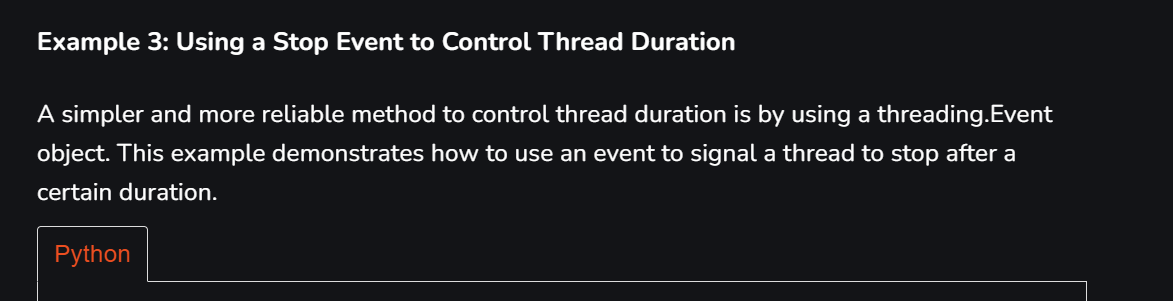 Example 3: Using a Stop Event to Control Thread Duration
A simpler and more reliable method to control thread duration is by using a threading.Event
object. This example demonstrates how to use an event to signal a thread to stop after a
certain duration.
Python